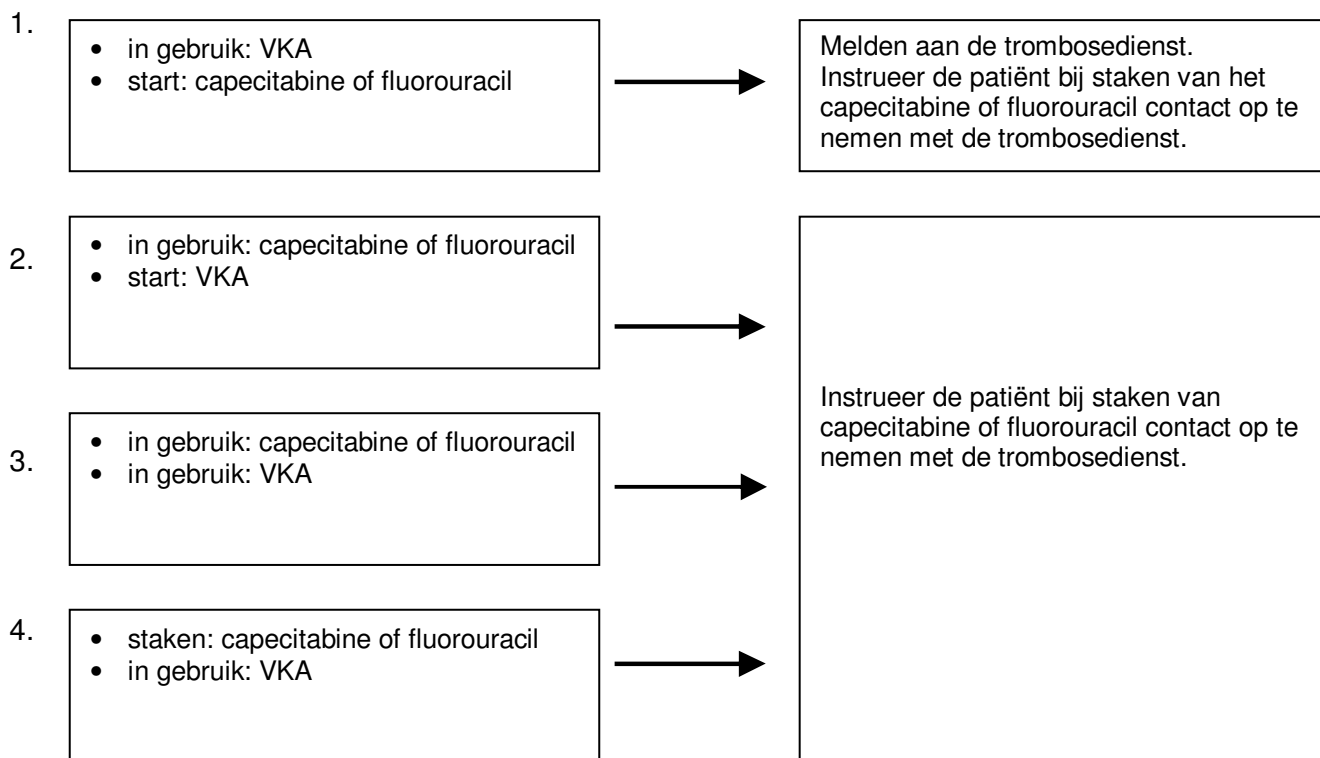 1.
• in gebruik: VKA
• start: capecitabine of fluorouracil
Melden aan de trombosedienst.
Instrueer de patiënt bij staken van het
capecitabine of fluorouracil contact op te
nemen met de trombosedienst.
2.
• in gebruik: capecitabine of fluorouracil
• start: VKA
3.
• in gebruik: capecitabine of fluorouracil
• in gebruik: VKA
4.
• staken: capecitabine of fluorouracil
• in gebruik: VKA
Instrueer de patiënt bij staken van
capecitabine of fluorouracil contact op te
nemen met de trombosedienst.